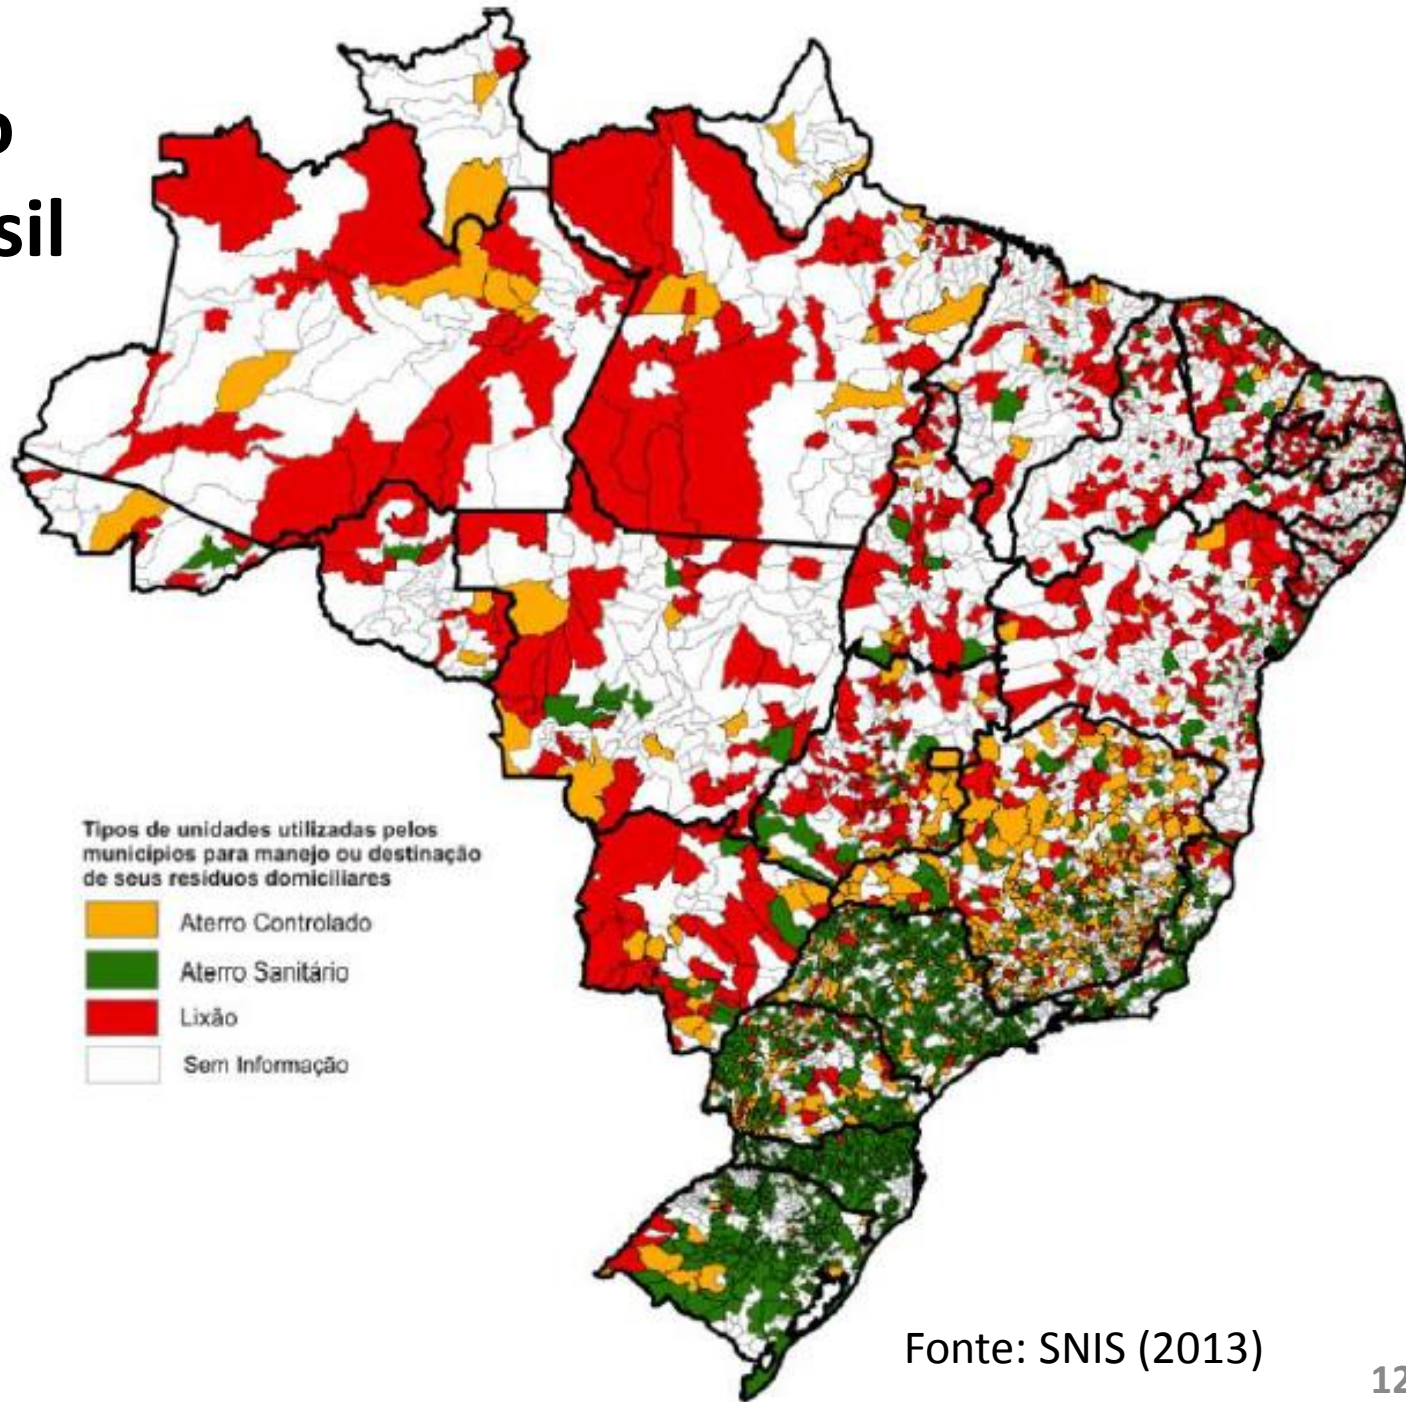 sil
Tipos de unidades utilizadas pelos
municípios para manejo ou destinação
de seus resíduos domiciliares
Aterro Controlado
Aterro Sanitário
Lixão
Sem Informação
Fonte: SNIS (2013)
12